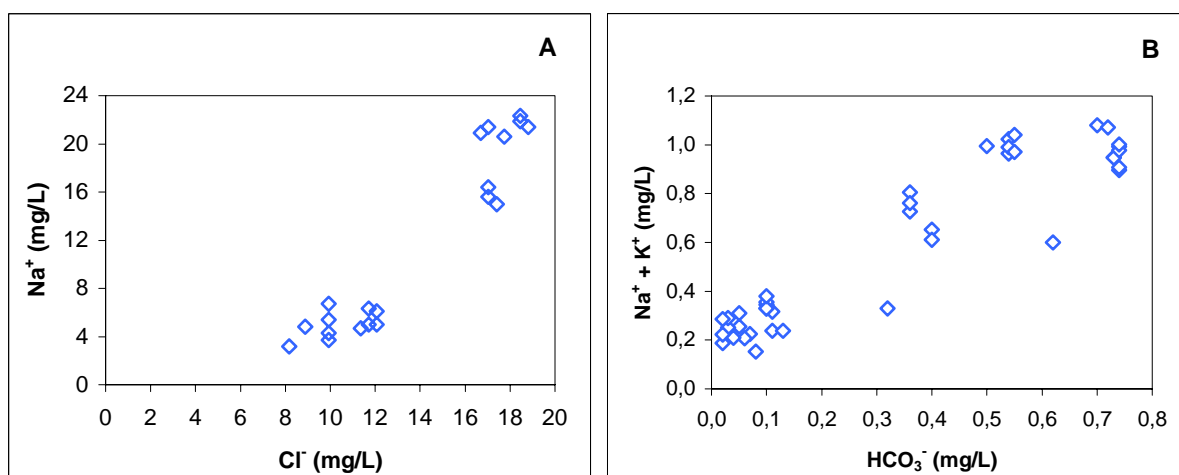 A
24
20
16
12
8
4
0
Na⁺ (mg/L)
0 2 4 6 8 10 12 14 16 18 20
Cl⁻ (mg/L)
B
1,2
1,0
0,8
0,6
0,4
0,2
0,0
Na⁺ + K⁺ (mg/L)
0,0 0,1 0,2 0,3 0,4 0,5 0,6 0,7 0,8
HCO₃⁻ (mg/L)